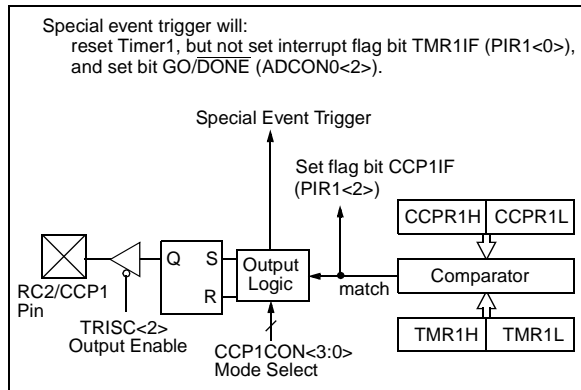 Special event trigger will:
reset Timer1, but not set interrupt flag bit TMR1IF (PIR1<0>),
and set bit GO/DONE (ADCON0<2>).
Special Event Trigger
Set flag bit CCP1IF
(PIR1<2>)
CCPR1H CCPR1L
Q S Output
Logic
R
match
Comparator
RC2/CCP1
Pin
TRISC<2>
Output Enable
CCP1CON<3:0>
Mode Select
TMR1H TMR1L